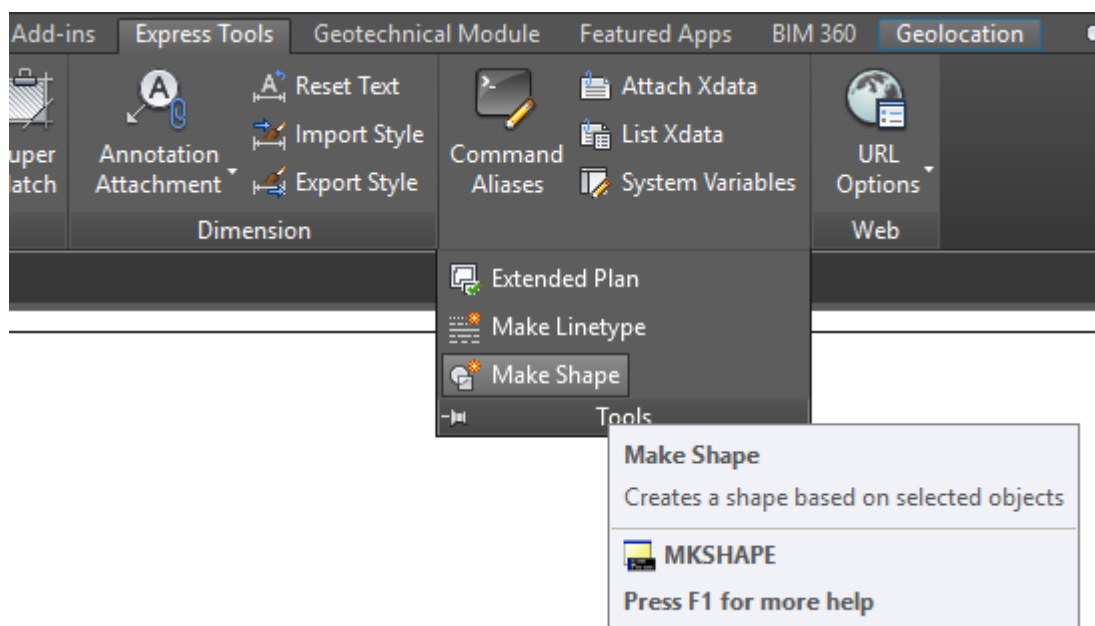 Add-ins Express Tools Geotechnical Module Featured Apps BIM 360 Geolocation
Reset Text
Import Style
Export Style
Annotation
Attachment
Dimension
Command
Aliases
Attach Xdata
List Xdata
System Variables
URL
Options
Web
Extended Plan
Make Linetype
Make Shape
Tools
Make Shape
Creates a shape based on selected objects
MKSHAPE
Press F1 for more help